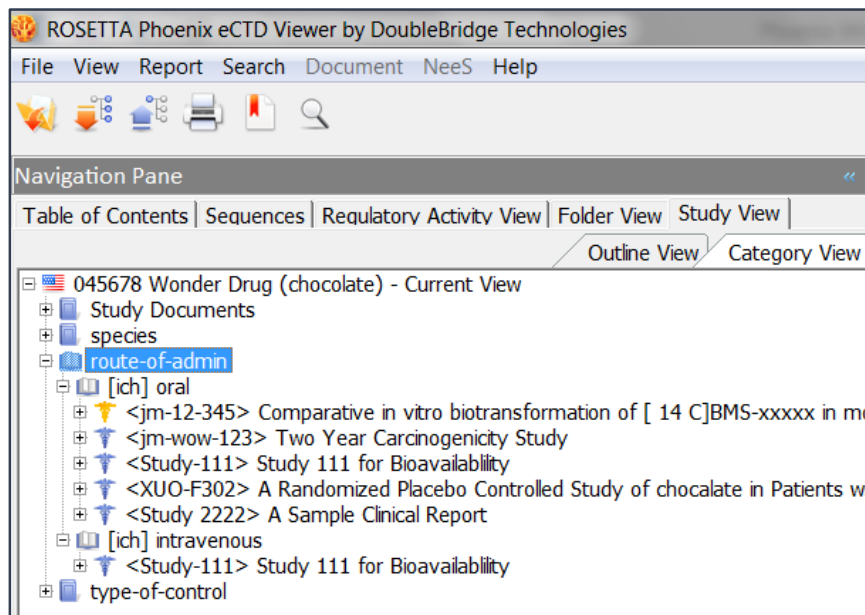 ROSETTA Phoenix eCTD Viewer by DoubleBridge Technologies
File View Report Search Document NeeS Help
Navigation Pane «
Table of Contents Sequences Regulatory Activity View Folder View Study View
Outline View Category View
045678 Wonder Drug (chocolate) - Current View
Study Documents
species
route-of-admin
[ich] oral
<jm-12-345> Comparative in vitro biotransformation of [ 14 C]BMS-xxxxx in mo
<jm-wow-123> Two Year Carcinogenicity Study
<Study-111> Study 111 for Bioavailablility
<XUO-F302> A Randomized Placebo Controlled Study of chocalate in Patients w
<Study 2222> A Sample Clinical Report
[ich] intravenous
<Study-111> Study 111 for Bioavailablility
type-of-control